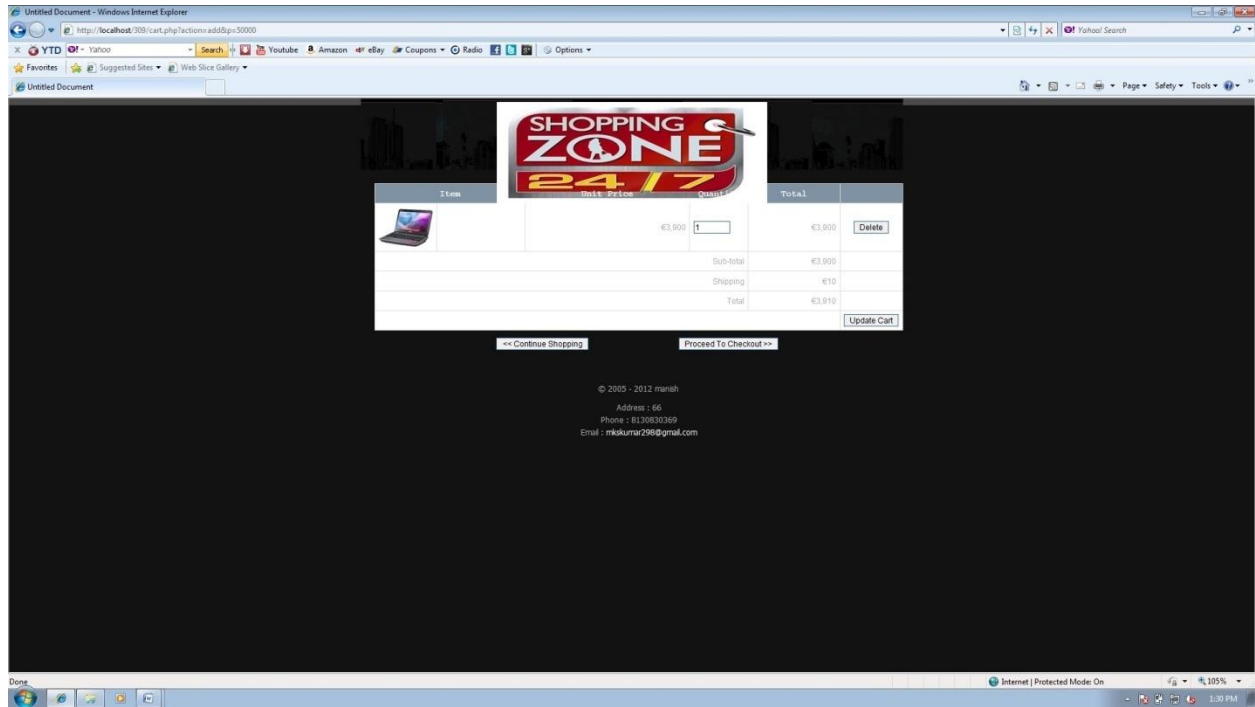 Untitled Document - Windows Internet Explorer
http://localhost/309/cart.php?action=add&p=50000
Yahoo! Search
X YTD Y! - Yahoo Search Youtube Amazon eBay Coupons Radio Options
Favorites Suggested Sites Web Slice Gallery
Untitled Document
Page Safety Tools
SHOPPING
ZONE
24/7
Item Unit Price Total
€3,900 1 €3,900 Delete
Sub-total €3,900
Shipping €10
Total €3,910
Update Cart
<< Continue Shopping Proceed To Checkout >>
© 2005 - 2012 manish
Address : 66
Phone : 8130830369
Email : mkskumar298@gmail.com
Done Internet | Protected Mode: On 105%
1:30 PM